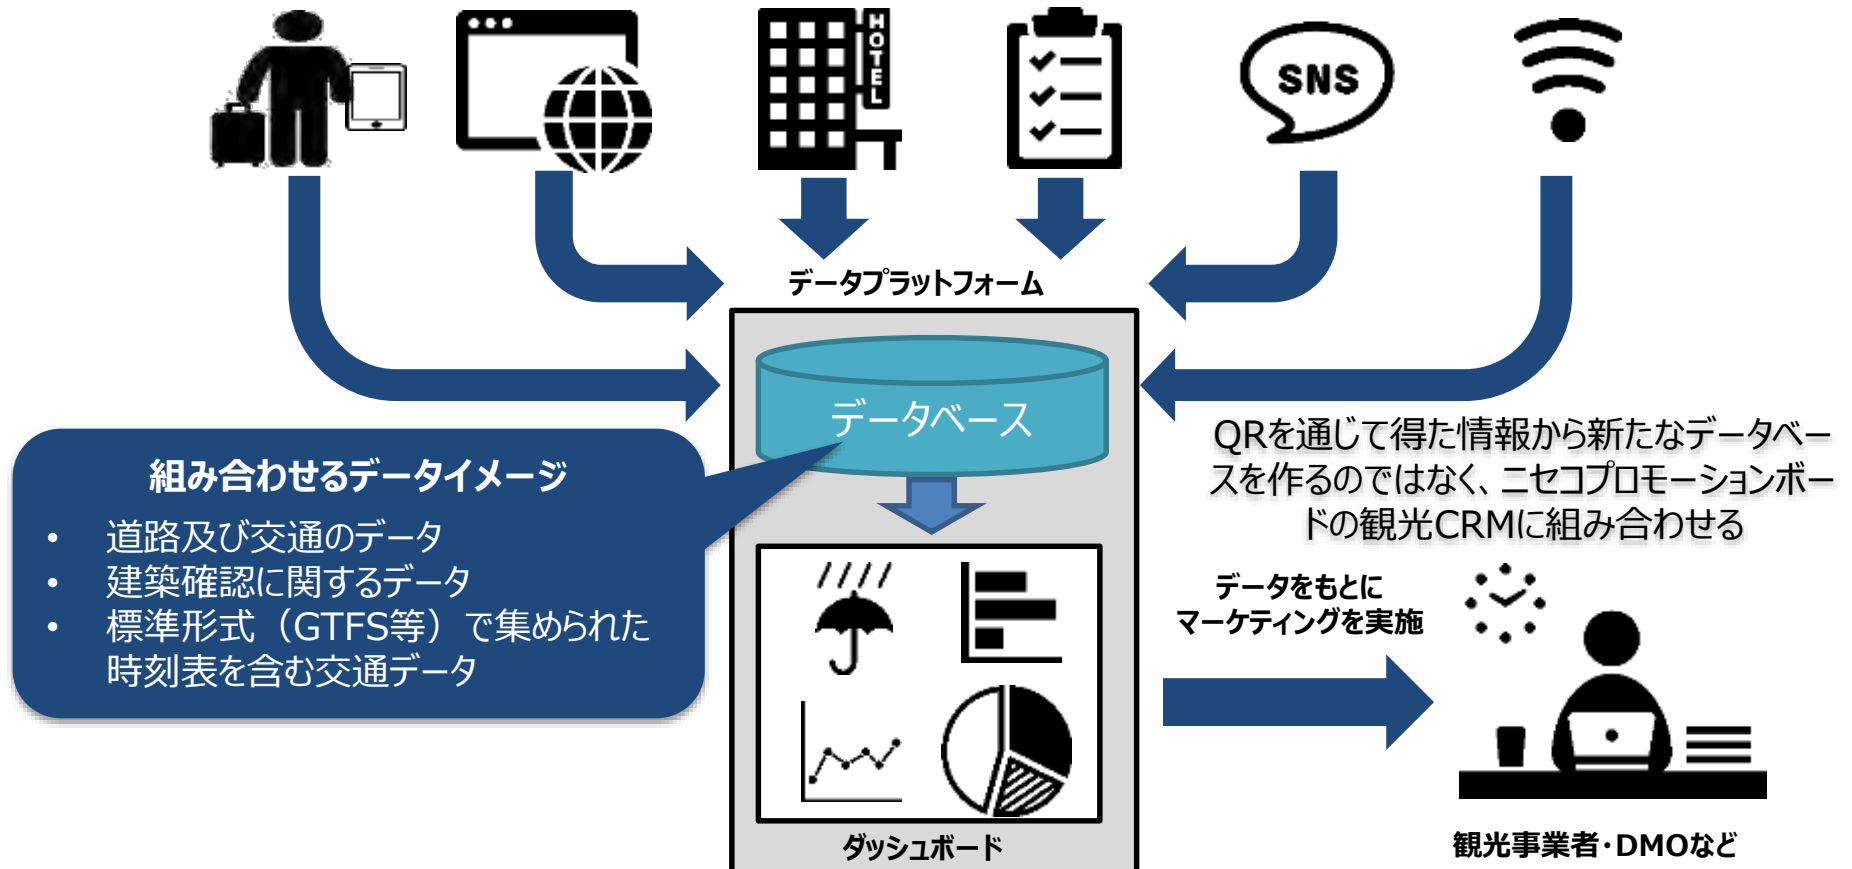 HOTEL
SNS
データプラットフォーム
データベース
組み合わせるデータイメージ
• 道路及び交通のデータ
• 建築確認に関するデータ
• 標準形式（GTFS等）で集められた
時刻表を含む交通データ
QRを通じて得た情報から新たなデータベー
スを作るのではなく、ニセコプロモーションボー
ドの観光CRMに組み合わせる
データをもとに
マーケティングを実施
ダッシュボード
観光事業者・DMOなど